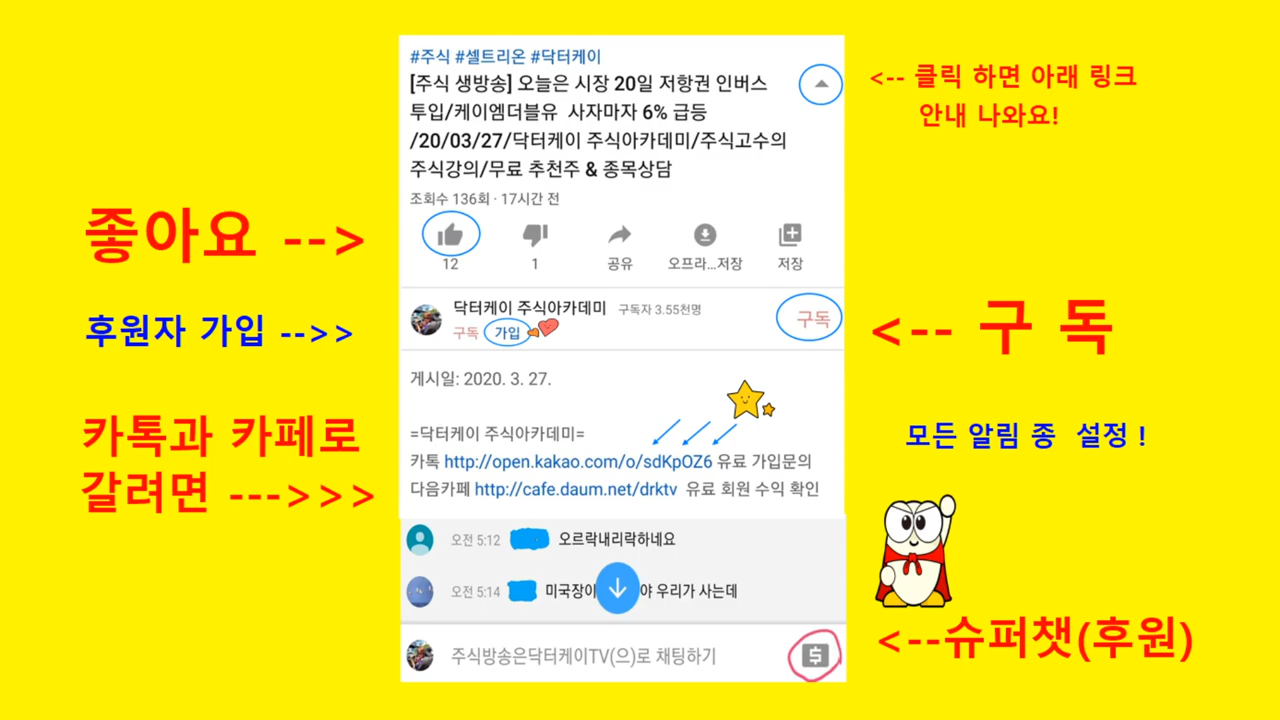 #주식 #셀트리온 #닥터케이
[주식 생방송] 오늘은 시장 20일 저항권 인버스
투입/케이엠더블유 사자마자 6% 급등
/20/03/27/닥터케이 주식아카데미/주식고수의
주식강의/무료 추천주 & 종목상담
조회수 136회 · 17시간 전
<-- 클릭 하면 아래 링크
안내 나와요!
좋아요 -->
12
1
공유
오프라...저장
저장
후원자 가입 -->>
닥터케이 주식아카데미 구독자 3.55천명
구독 가입
구독
<-- 구 독
게시일: 2020. 3. 27.
카톡과 카페로
갈려면 --->>>
=닥터케이 주식아카데미=
카톡 http://open.kakao.com/o/sdKpOZ6 유료 가입문의
다음카페 http://cafe.daum.net/drktv 유료 회원 수익 확인
모든 알림 종 설정 !
오전 5:12 오르락내리락하네요
오전 5:14 미국장이 야 우리가 사는데
주식방송은닥터케이TV(으)로 채팅하기
$
<--슈퍼챗(후원)